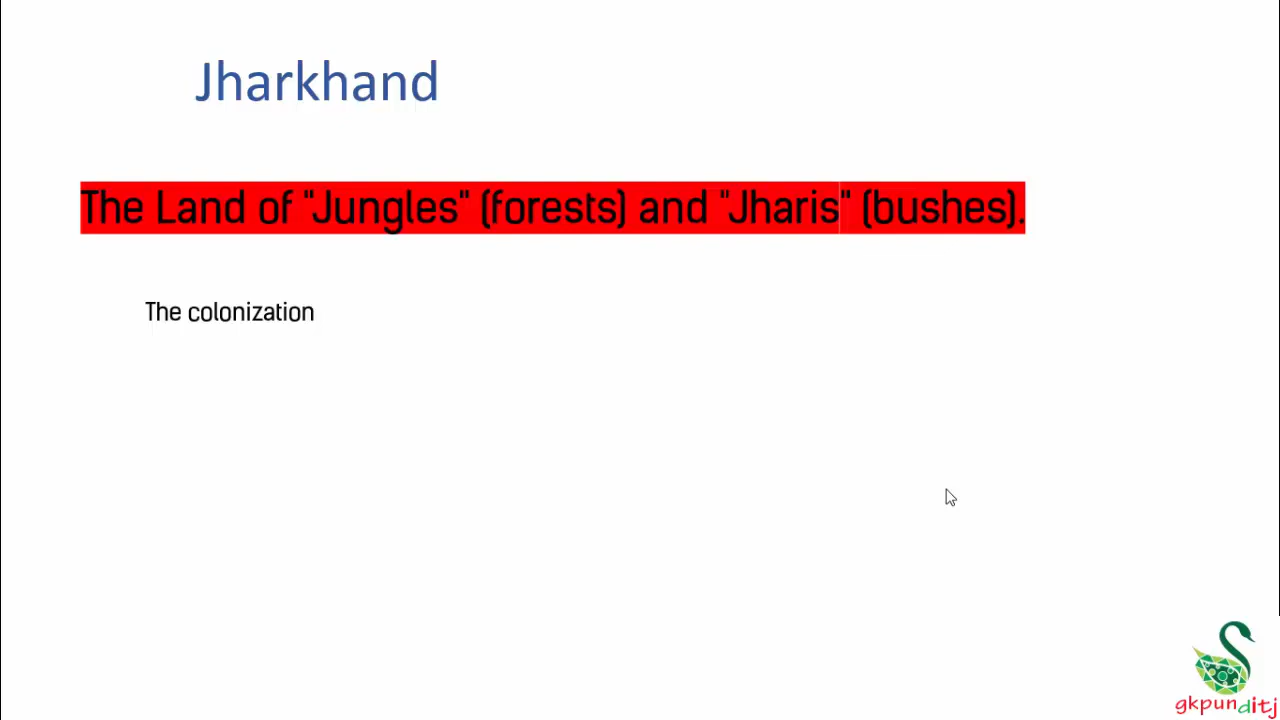 Jharkhand
The Land of "Jungles" (forests) and "Jharis" (bushes).
The colonization
gkpunditj